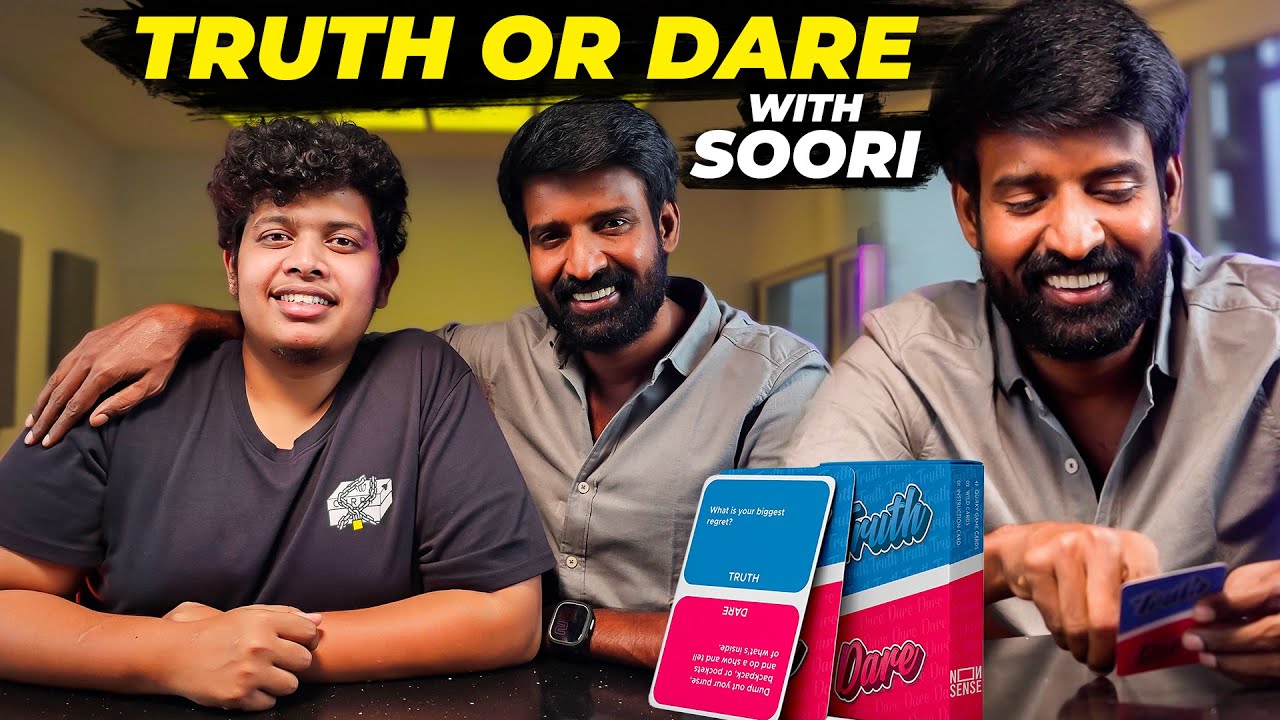 TRUTH OR DARE
WITH
SOORI
What is your biggest
regret?
TRUTH
DARE
Dump out your purse,
backpack, or pockets
and do a show and tell
of what's inside.
Truth
Dare
NON
SENSE
Truth